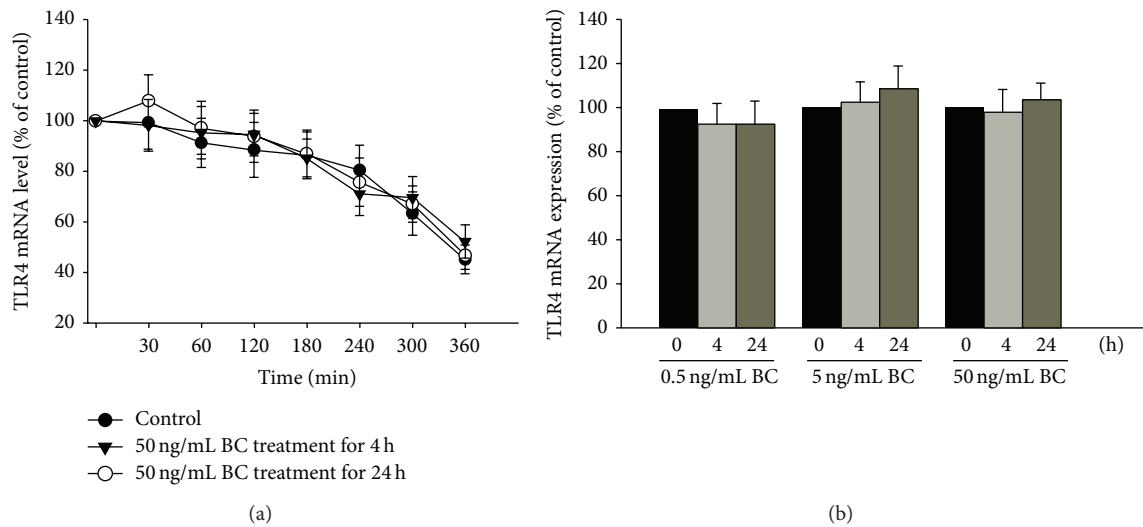 TLR4 mRNA level (% of control)
140
120
100
80
60
40
20
30 60 120 180 240 300 360
Time (min)
Control
50 ng/mL BC treatment for 4 h
50 ng/mL BC treatment for 24 h
(a)
TLR4 mRNA expression (% of control)
140
120
100
80
60
40
20
0
0 4 24 0 4 24 0 4 24 (h)
0.5 ng/mL BC 5 ng/mL BC 50 ng/mL BC
(b)